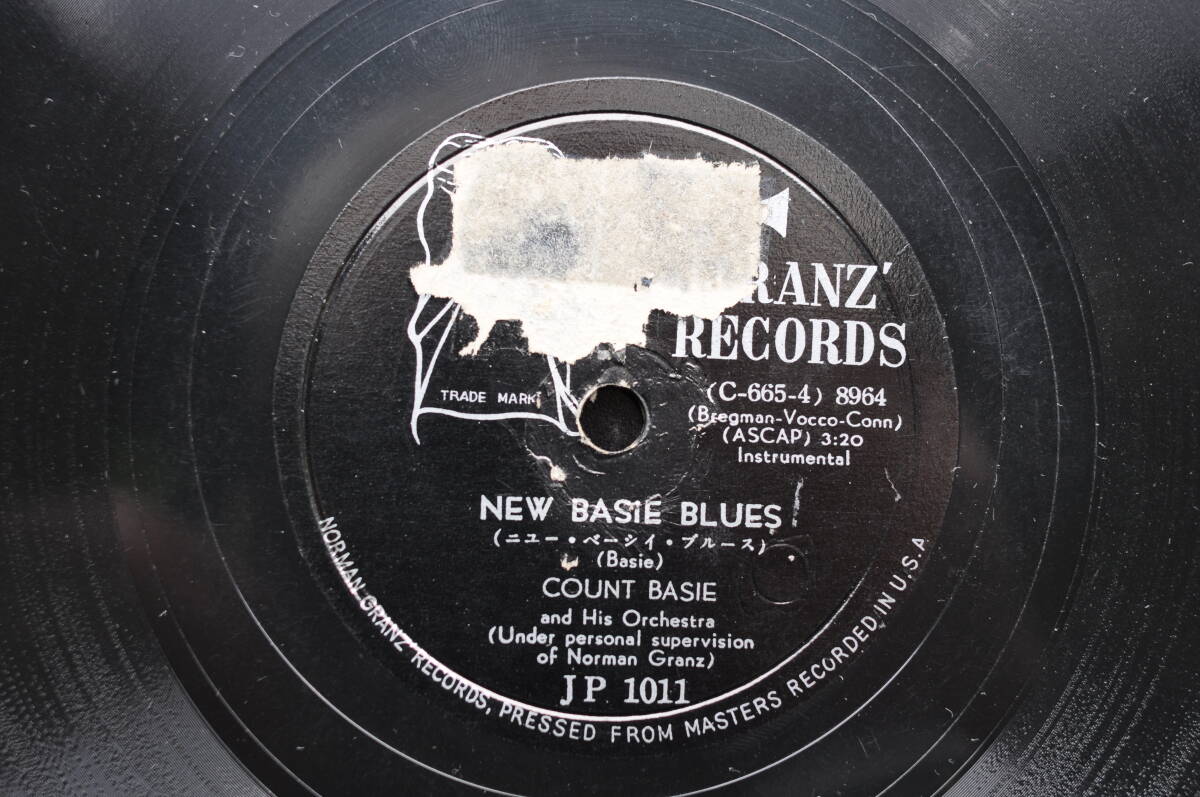 RANZ'
RECORDS
TRADE MARK
(C-665-4) 8964
(Bregman-Vocco-Conn)
(ASCAP) 3:20
Instrumental
NEW BASIE BLUES
(ニユー・ベーシイ・ブルース)
(Basie)
COUNT BASIE
and His Orchestra
(Under personal supervision
of Norman Granz)
JP 1011
NORMAN GRANZ' RECORDS, PRESSED FROM MASTERS RECORDED IN U.S.A